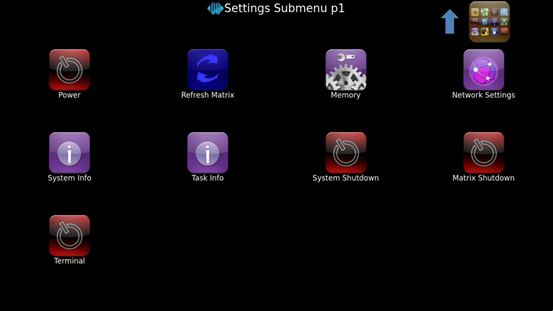 Settings Submenu p1
Power
Refresh Matrix
Memory
Network Settings
System Info
Task Info
System Shutdown
Matrix Shutdown
Terminal